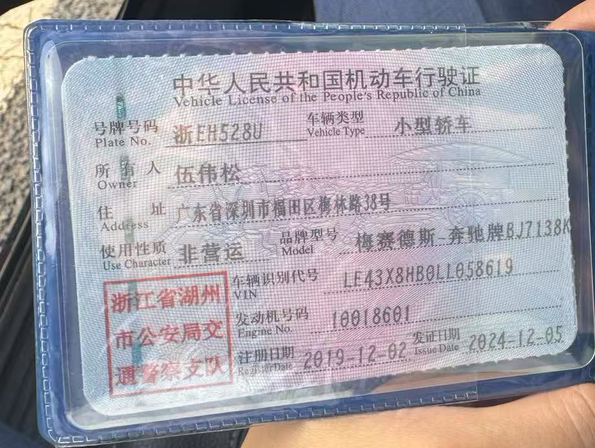 中华人民共和国机动车行驶证
Vehicle License of the People's Republic of China
号牌号码 Plate No. 浙EH528U 车辆类型 Vehicle Type 小型轿车
所有人 Owner 伍伟松
住址 Address 广东省深圳市福田区梅林路38号
使用性质 Use Character 非营运 品牌型号 Model 梅赛德斯-奔驰牌BJ7138K
车辆识别代号 VIN LE43X8HB0LL058619
发动机号码 Engine No. 10018601
注册日期 Register Date 2019-12-02 发证日期 Issue Date 2024-12-05
浙江省湖州
市公安局交
通警察支队